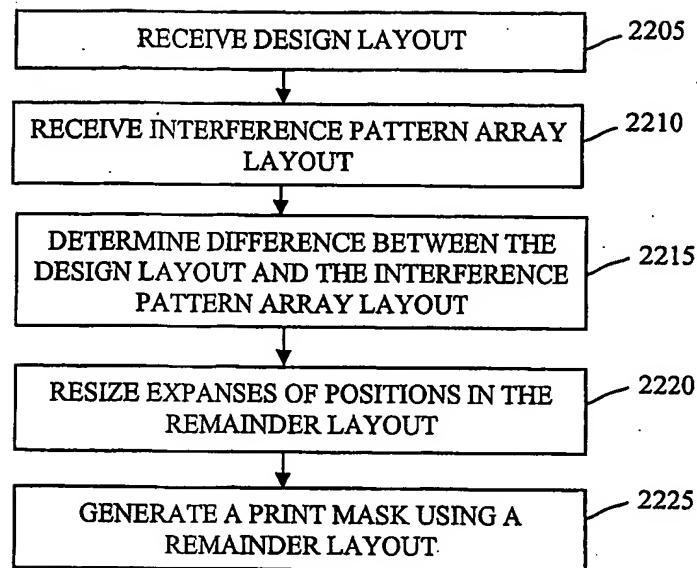 RECEIVE DESIGN LAYOUT
2205
RECEIVE INTERFERENCE PATTERN ARRAY
LAYOUT
2210
DETERMINE DIFFERENCE BETWEEN THE
DESIGN LAYOUT AND THE INTERFERENCE
PATTERN ARRAY LAYOUT
2215
RESIZE EXPANSES OF POSITIONS IN THE
REMAINDER LAYOUT
2220
GENERATE A PRINT MASK USING A
REMAINDER LAYOUT
2225